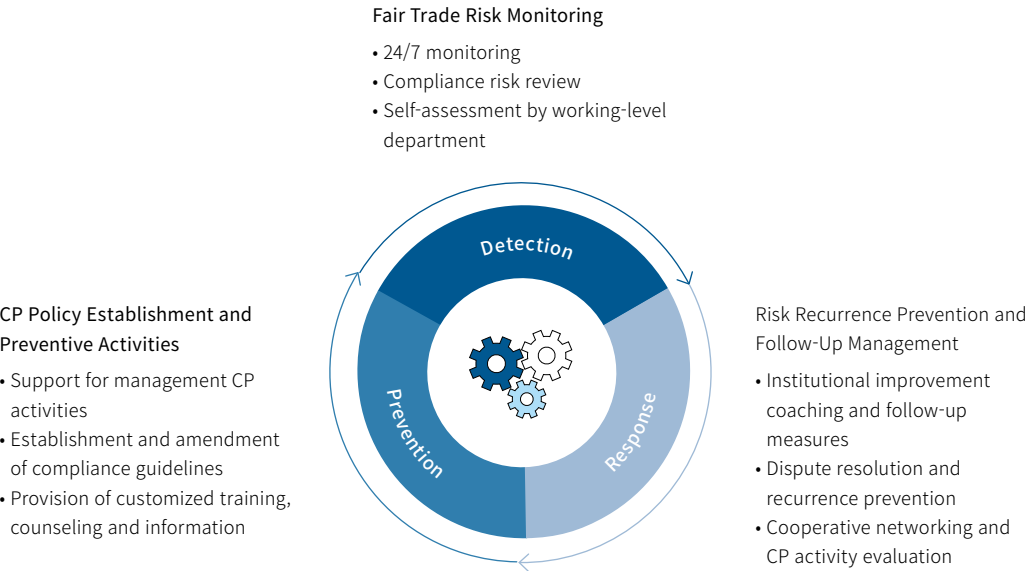 Fair Trade Risk Monitoring
• 24/7 monitoring
• Compliance risk review
• Self-assessment by working-level
department
Detection
CP Policy Establishment and
Preventive Activities
• Support for management CP
activities
• Establishment and amendment
of compliance guidelines
• Provision of customized training,
counseling and information
Prevention
Response
Risk Recurrence Prevention and
Follow-Up Management
• Institutional improvement
coaching and follow-up
measures
• Dispute resolution and
recurrence prevention
• Cooperative networking and
CP activity evaluation